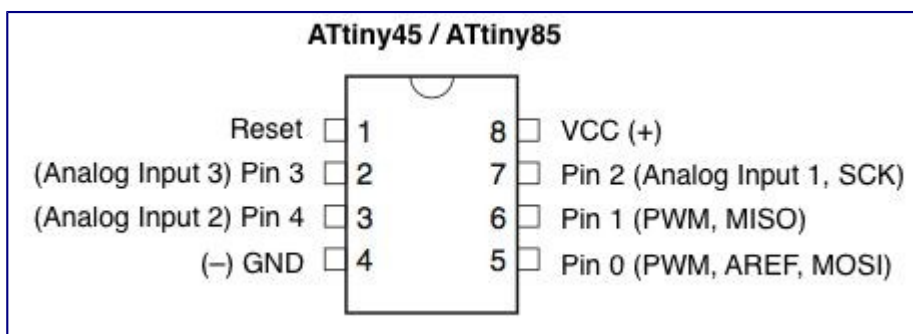 ATtiny45 / ATtiny85
Reset 1 8 VCC (+)
(Analog Input 3) Pin 3 2 7 Pin 2 (Analog Input 1, SCK)
(Analog Input 2) Pin 4 3 6 Pin 1 (PWM, MISO)
(–) GND 4 5 Pin 0 (PWM, AREF, MOSI)